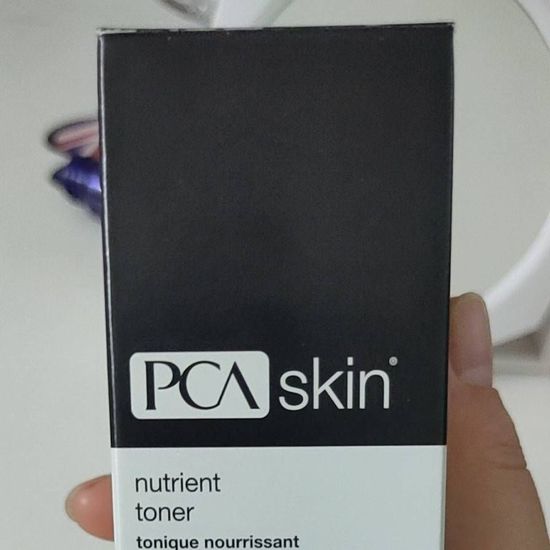 PCA skin®
nutrient
toner
tonique nourrissant